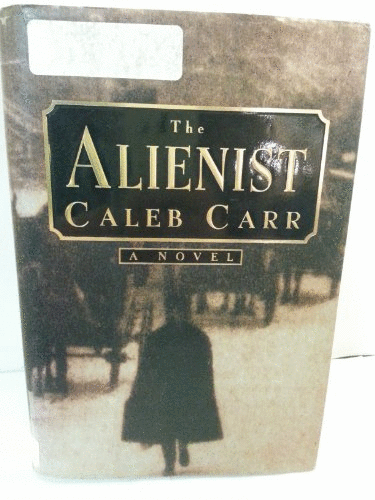 The
ALIENIST
CALEB CARR
A NOVEL